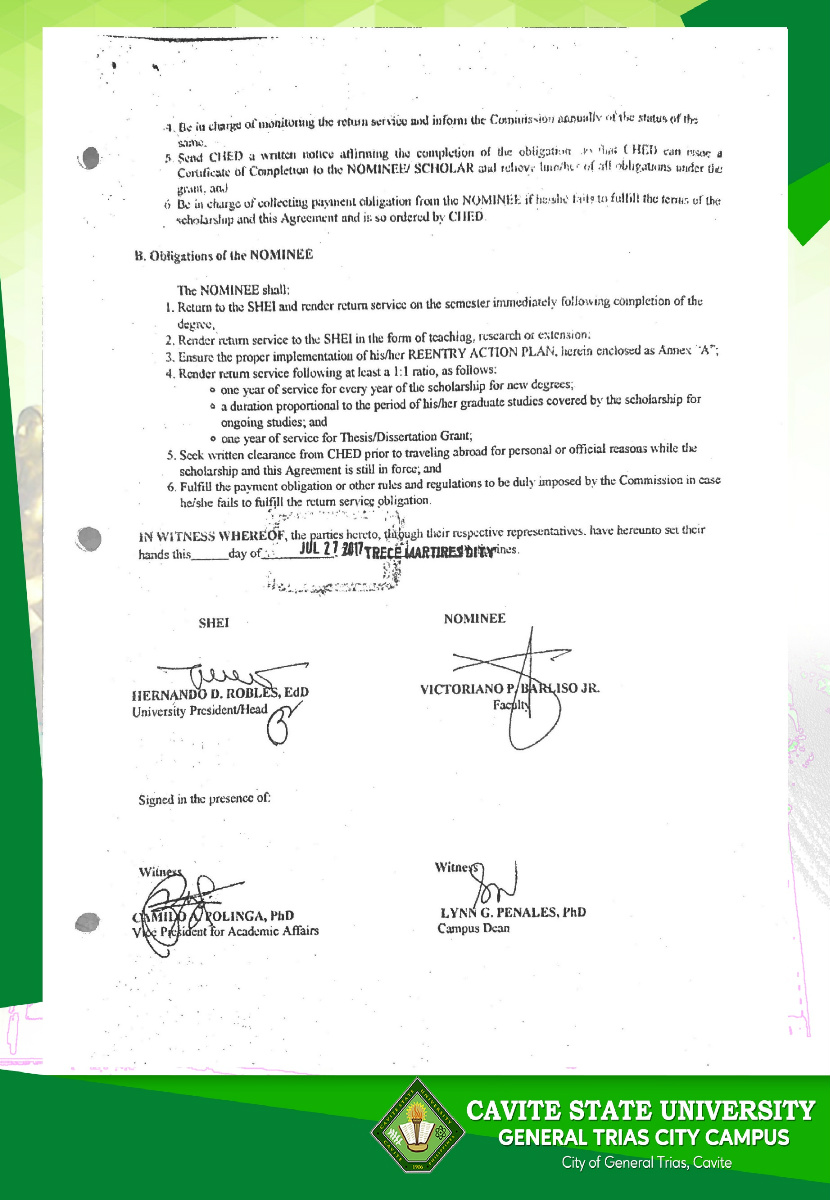 4. Be in charge of monitoring the return service and inform the Commission annually of the status of the
same.
5. Send CHED a written notice affirming the completion of the obligation so that CHED can issue a
Certificate of Completion to the NOMINEE/ SCHOLAR and relieve him/her of all obligations under the
grant, and
6. Be in charge of collecting payment obligation from the NOMINEE if he/she fails to fulfill the terms of the
scholarship and this Agreement and is so ordered by CHED.
B. Obligations of the NOMINEE
The NOMINEE shall:
1. Return to the SHEI and render return service on the semester immediately following completion of the
degree,
2. Render return service to the SHEI in the form of teaching, research or extension;
3. Ensure the proper implementation of his/her REENTRY ACTION PLAN, herein enclosed as Annex "A";
4. Render return service following at least a 1:1 ratio, as follows:
one year of service for every year of the scholarship for new degrees;
a duration proportional to the period of his/her graduate studies covered by the scholarship for
ongoing studies; and
one year of service for Thesis/Dissertation Grant;
5. Seek written clearance from CHED prior to traveling abroad for personal or official reasons while the
scholarship and this Agreement is still in force; and
6. Fulfill the payment obligation or other rules and regulations to be duly imposed by the Commission in case
he/she fails to fulfill the return service obligation.
IN WITNESS WHEREOF, the parties hereto, through their respective representatives, have hereunto set their
hands this______day of JUL 27 2017 TRECE MARTIRES CITY
SHEI
NOMINEE
HERNANDO D. ROBLES, EdD
University President/Head
VICTORIANO P. BARLISO JR.
Faculty
Signed in the presence of:
Witness
Witness
CAMILO A. POLINGA, PhD
Vice President for Academic Affairs
LYNN G. PENALES, PhD
Campus Dean
CAVITE STATE UNIVERSITY
GENERAL TRIAS CITY CAMPUS
City of General Trias, Cavite